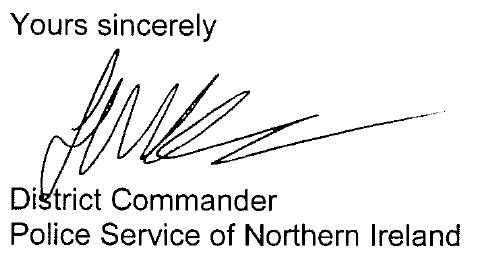 Yours sincerely
District Commander
Police Service of Northern Ireland